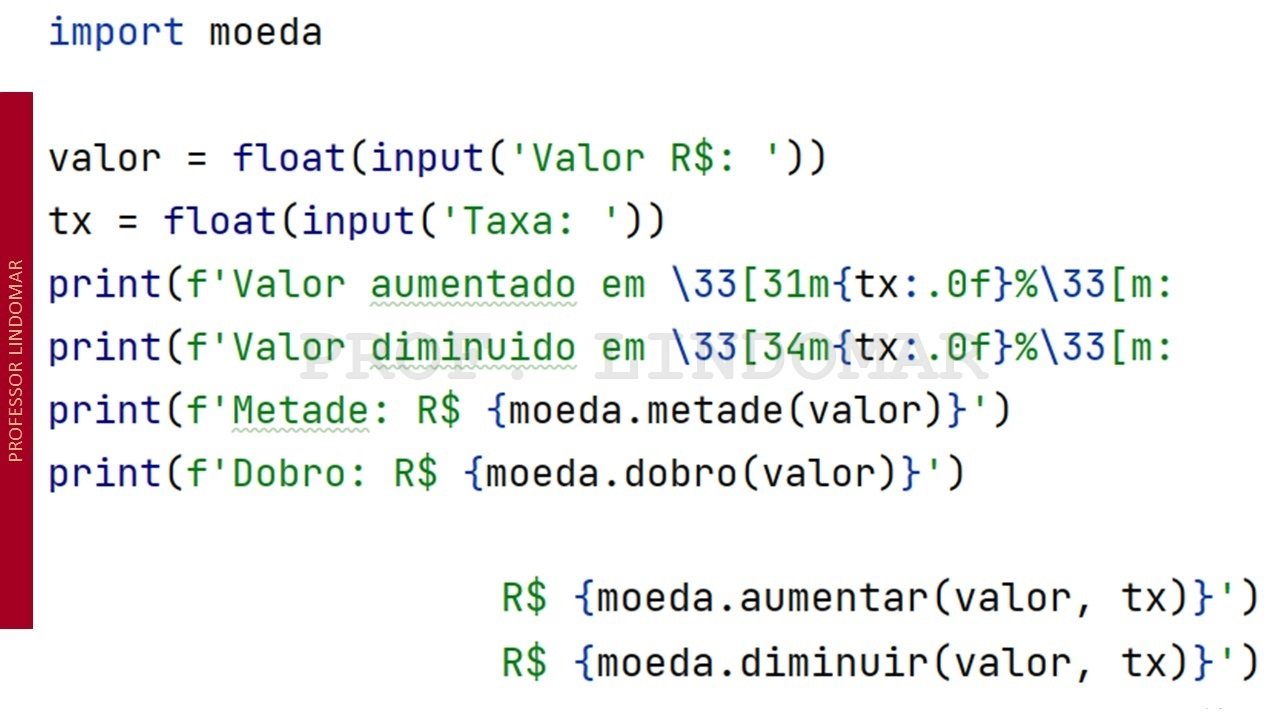 import moeda
valor = float(input('Valor R$: '))
tx = float(input('Taxa: '))
print(f'Valor aumentado em \33[31m{tx:.0f}%\33[m:
print(f'Valor diminuido em \33[34m{tx:.0f}%\33[m:
print(f'Metade: R$ {moeda.metade(valor)}')
print(f'Dobro: R$ {moeda.dobro(valor)}')
R$ {moeda.aumentar(valor, tx)}')
R$ {moeda.diminuir(valor, tx)}')
PROFESSOR LINDOMAR
PROF. LINDOMAR